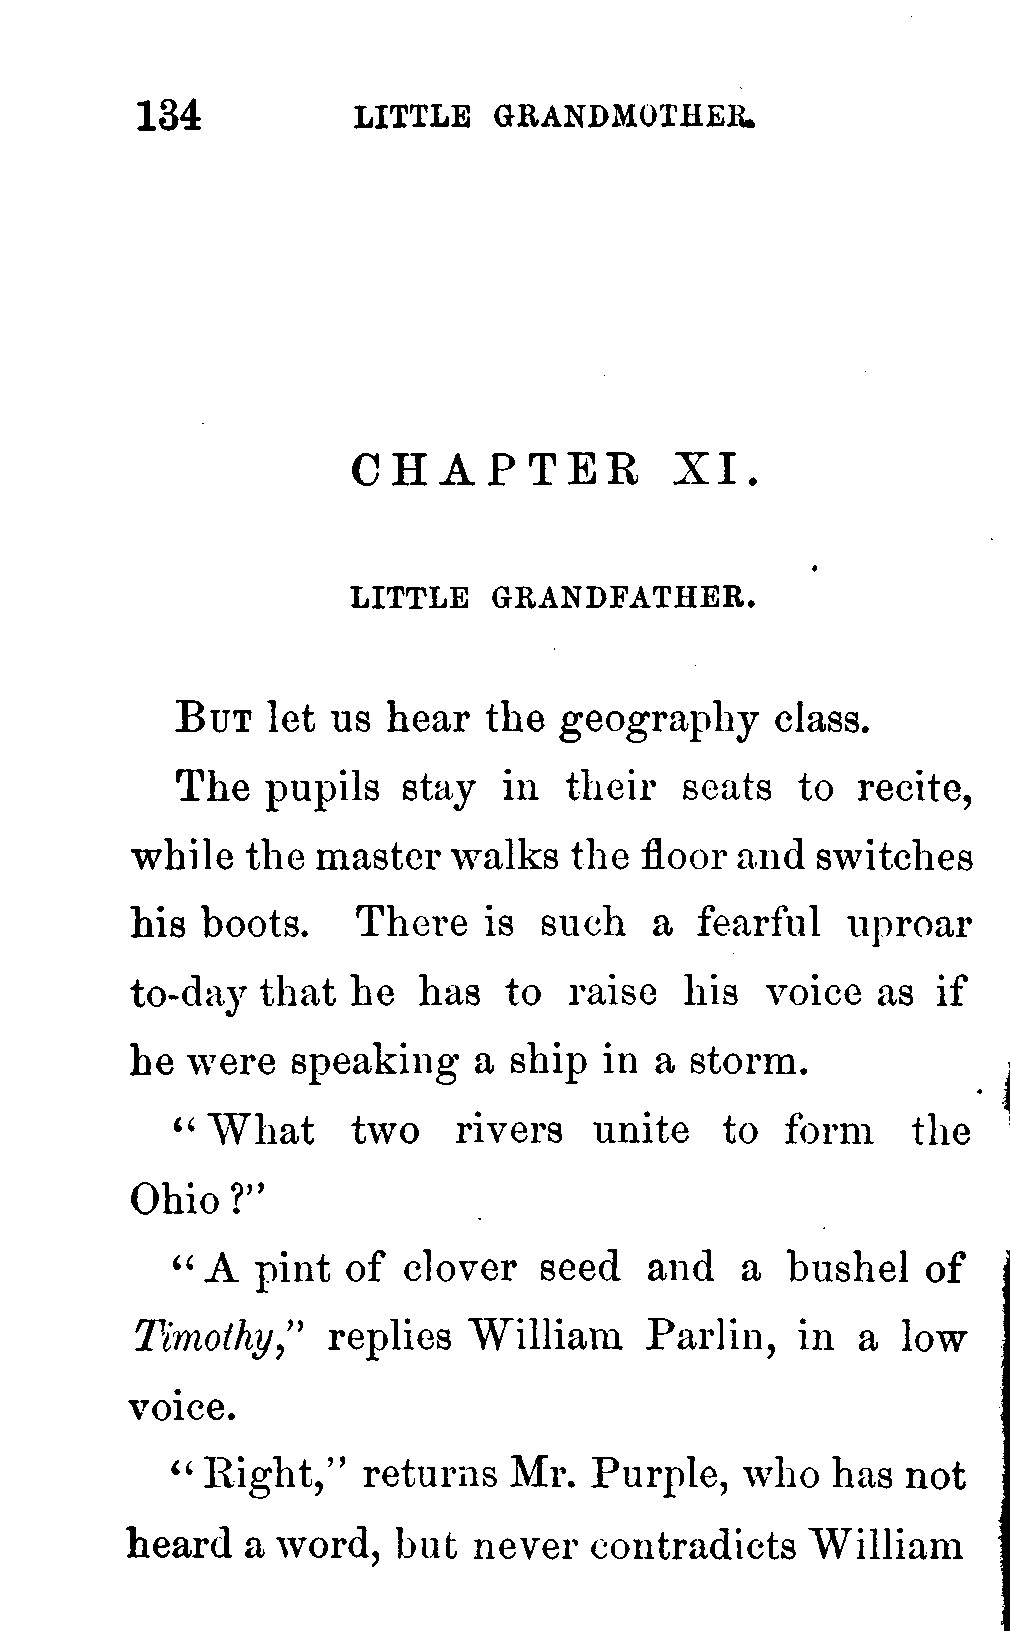 134 LITTLE GRANDMOTHER.
CHAPTER XI.
LITTLE GRANDFATHER.
BUT let us hear the geography class.
The pupils stay in their seats to recite,
while the master walks the floor and switches
his boots. There is such a fearful uproar
to-day that he has to raise his voice as if
he were speaking a ship in a storm.
“What two rivers unite to form the
Ohio?”
“A pint of clover seed and a bushel of
Timothy,” replies William Parlin, in a low
voice.
“Right,” returns Mr. Purple, who has not
heard a word, but never contradicts William